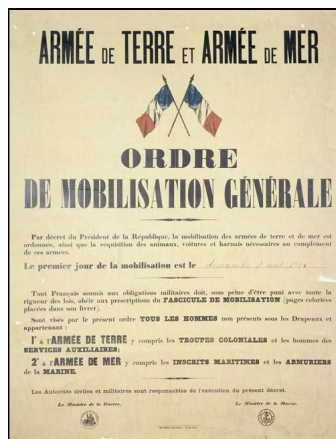 ARMÉE DE TERRE ET ARMÉE DE MER
ORDRE
DE MOBILISATION GÉNÉRALE
Par décret du Président de la République, la mobilisation des armées de terre et de mer est
ordonnée, ainsi que la réquisition des animaux, voitures et harnais nécessaires au complément
de ces armées.
Le premier jour de la mobilisation est le dimanche 2 août 1914
Tout Français soumis aux obligations militaires doit, sous peine d'être puni avec toute la
rigueur des lois, obéir aux prescriptions du FASCICULE DE MOBILISATION (pages coloriées
placées dans son livret).
Sont visés par le présent ordre TOUS LES HOMMES non présents sous les Drapeaux et
appartenant :
1° à l'ARMÉE DE TERRE y compris les TROUPES COLONIALES et les hommes des
SERVICES AUXILIAIRES;
2° à l'ARMÉE DE MER y compris les INSCRITS MARITIMES et les ARMURIERS
de la MARINE.
Les Autorités civiles et militaires sont responsables de l'exécution du présent décret.
Le Ministre de la Guerre,
Le Ministre de la Marine,